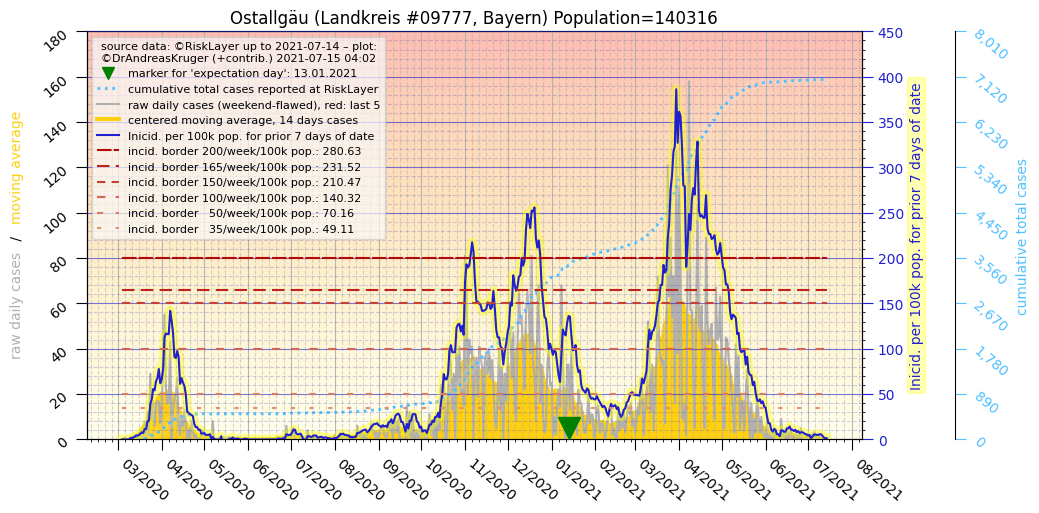 Ostallgäu (Landkreis #09777, Bayern) Population=140316
source data: ©RiskLayer up to 2021-07-14 – plot:
©DrAndreasKruger (+contrib.) 2021-07-15 04:02
marker for 'expectation day': 13.01.2021
cumulative total cases reported at RiskLayer
raw daily cases (weekend-flawed), red: last 5
centered moving average, 14 days cases
Inicid. per 100k pop. for prior 7 days of date
incid. border 200/week/100k pop.: 280.63
incid. border 165/week/100k pop.: 231.52
incid. border 150/week/100k pop.: 210.47
incid. border 100/week/100k pop.: 140.32
incid. border   50/week/100k pop.: 70.16
incid. border   35/week/100k pop.: 49.11
raw daily cases  /  moving average
180
160
140
120
100
80
60
40
20
0
03/2020
04/2020
05/2020
06/2020
07/2020
08/2020
09/2020
10/2020
11/2020
12/2020
01/2021
02/2021
03/2021
04/2021
05/2021
06/2021
07/2021
08/2021
450
400
350
300
250
200
150
100
50
0
Inicid. per 100k pop. for prior 7 days of date
8,010
7,120
6,230
5,340
4,450
3,560
2,670
1,780
890
0
cumulative total cases